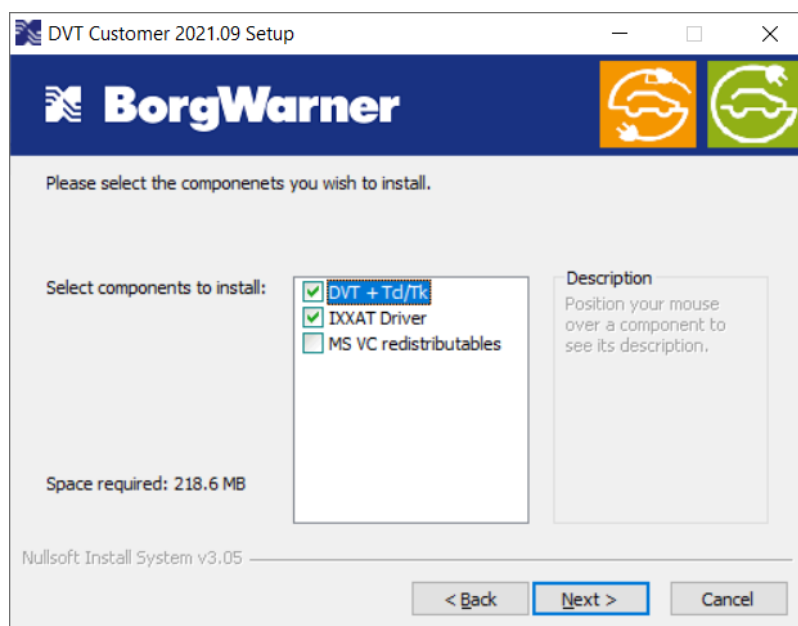 DVT Customer 2021.09 Setup
BorgWarner
Please select the componenets you wish to install.
Select components to install:
DVT + Tcl/Tk
IXXAT Driver
MS VC redistributables
Description
Position your mouse
over a component to
see its description.
Space required: 218.6 MB
Nullsoft Install System v3.05
< Back
Next >
Cancel